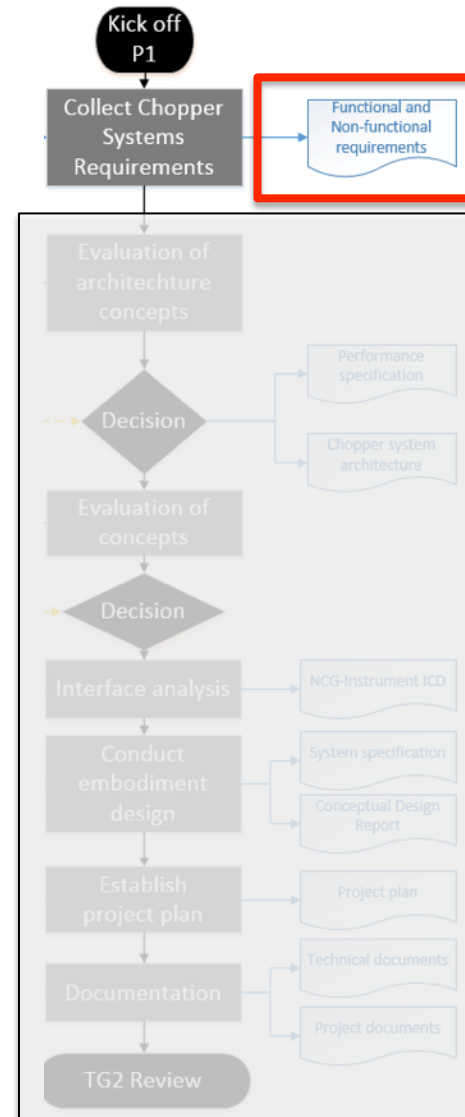 Kick off
P1
Collect Chopper
Systems
Requirements
Functional and
Non-functional
requirements
Evaluation of
architechture
concepts
Decision
Performance
specification
Chopper system
architecture
Evaluation of
concepts
Decision
Interface analysis
NCG-Instrument ICD
Conduct
embodiment
design
System specification
Conceptual Design
Report
Establish
project plan
Project plan
Documentation
Technical documents
Project documents
TG2 Review